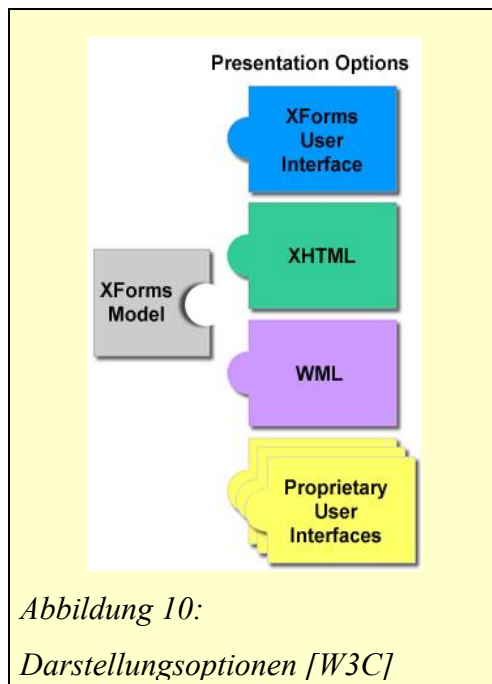 Presentation Options
XForms
User
Interface
XHTML
XForms
Model
WML
Proprietary
User
Interfaces
Abbildung 10:
Darstellungsoptionen [W3C]